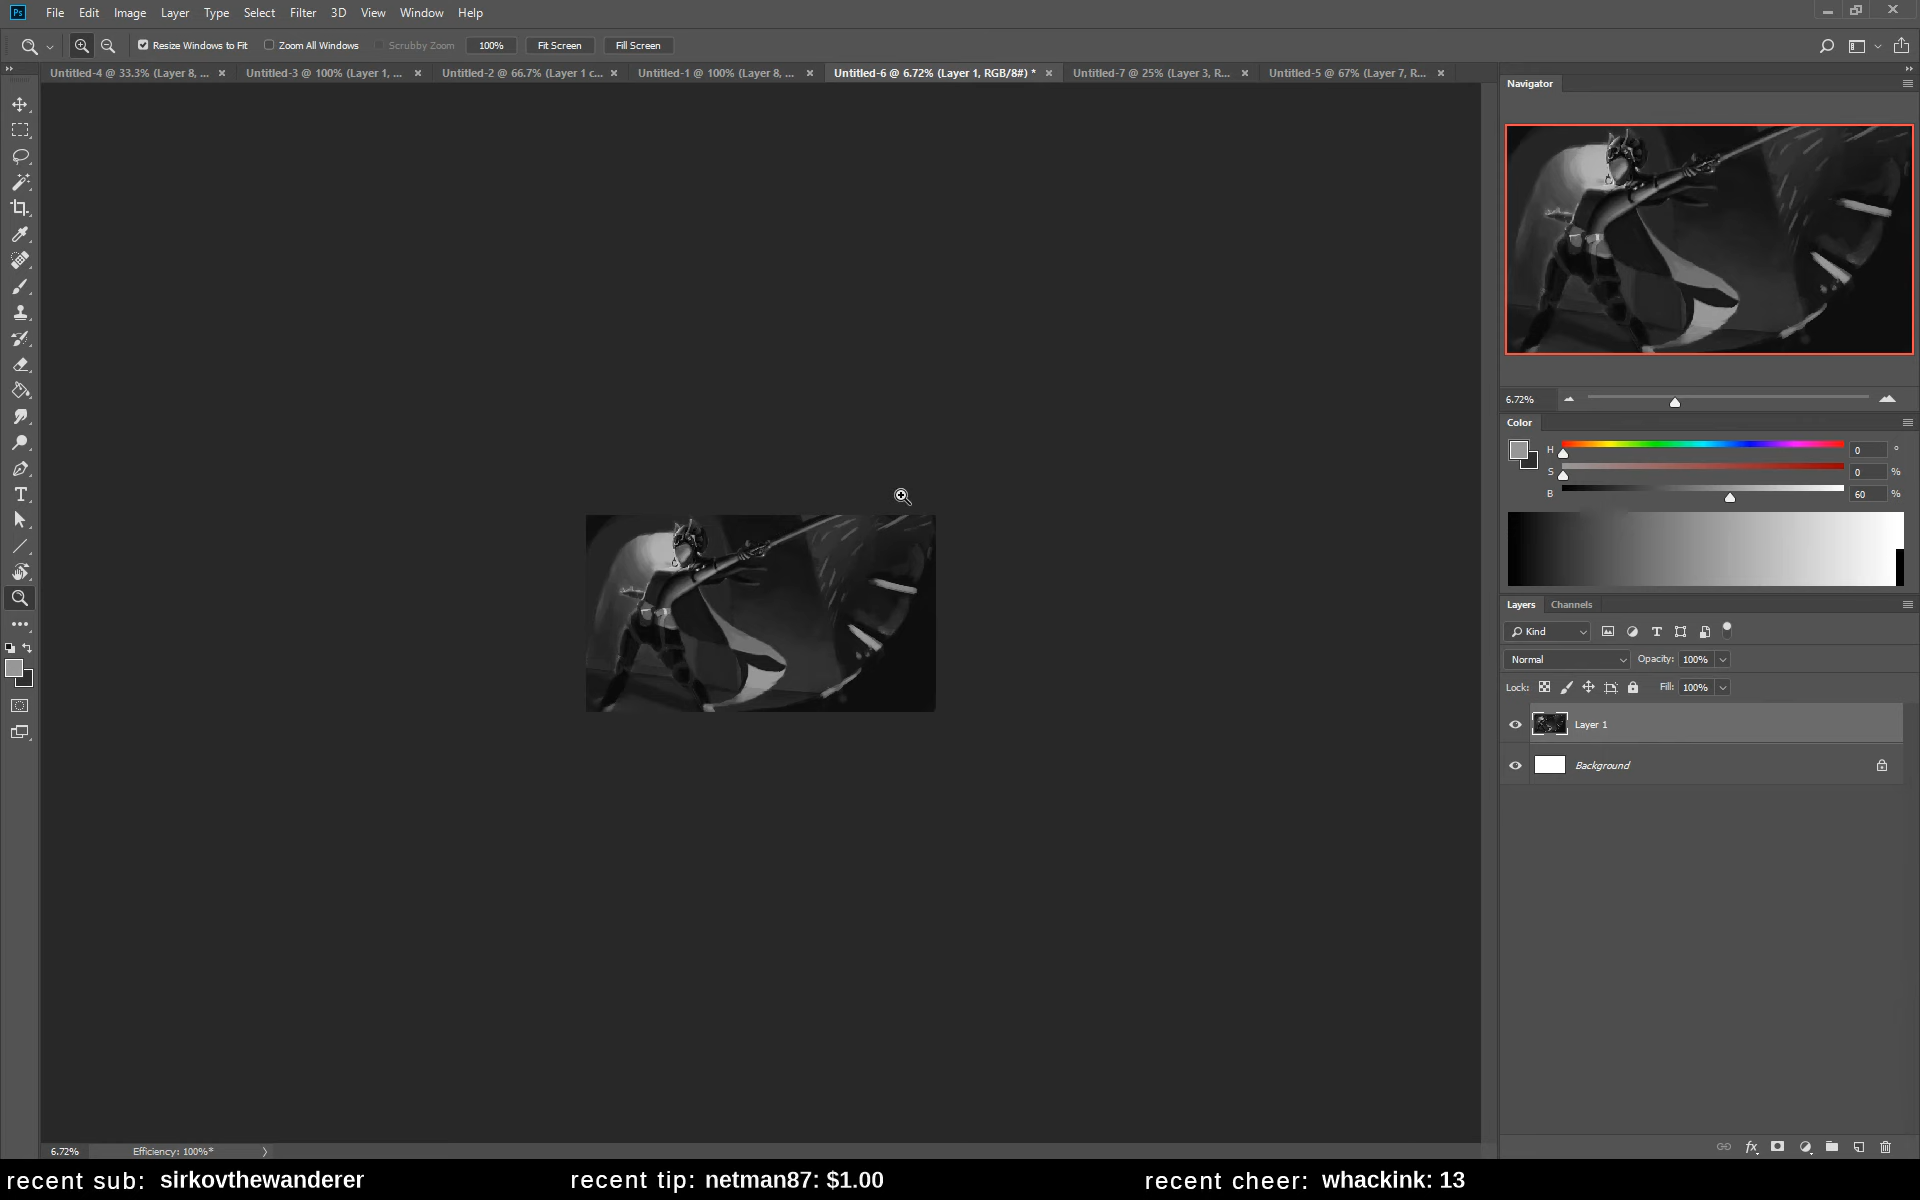 Ps File Edit Image Layer Type Select Filter 3D View Window Help
Resize Windows to Fit Zoom All Windows Scrubby Zoom 100% Fit Screen Fill Screen
Untitled-4 @ 33.3% (Layer 8, ... Untitled-3 @ 100% (Layer 1, ... Untitled-2 @ 66.7% (Layer 1 c... Untitled-1 @ 100% (Layer 8, ... Untitled-6 @ 6.72% (Layer 1, RGB/8#) * Untitled-7 @ 25% (Layer 3, R... Untitled-5 @ 67% (Layer 7, R...
Navigator
6.72%
Color
H 0 °
S 0 %
B 60 %
Layers Channels
Kind
Normal Opacity: 100%
Lock: Fill: 100%
Layer 1
Background
6.72% Efficiency: 100%*
recent sub: sirkovthewanderer recent tip: netman87: $1.00 recent cheer: whackink: 13